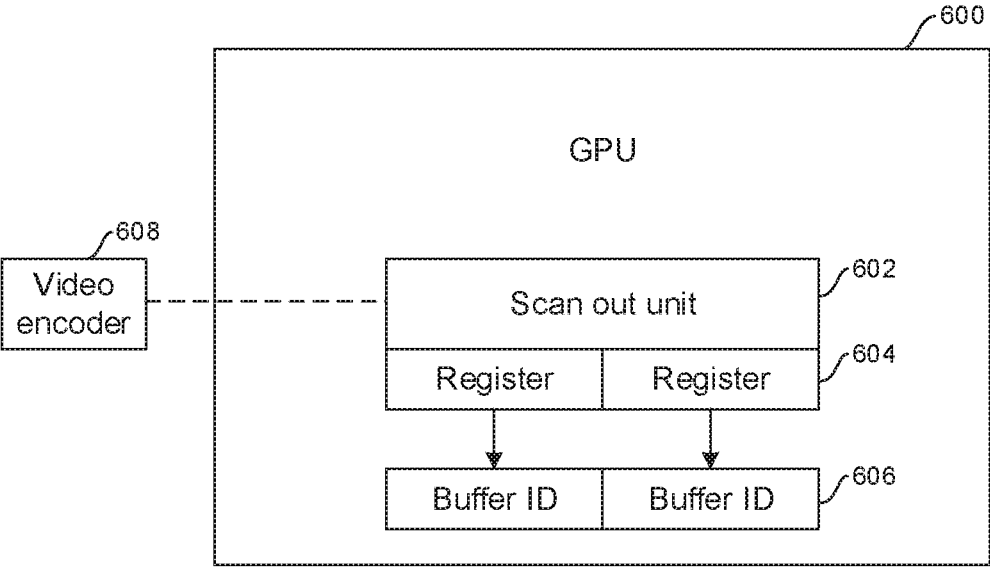 600
GPU
608
Video
encoder
602
Scan out unit
604
Register Register
606
Buffer ID Buffer ID